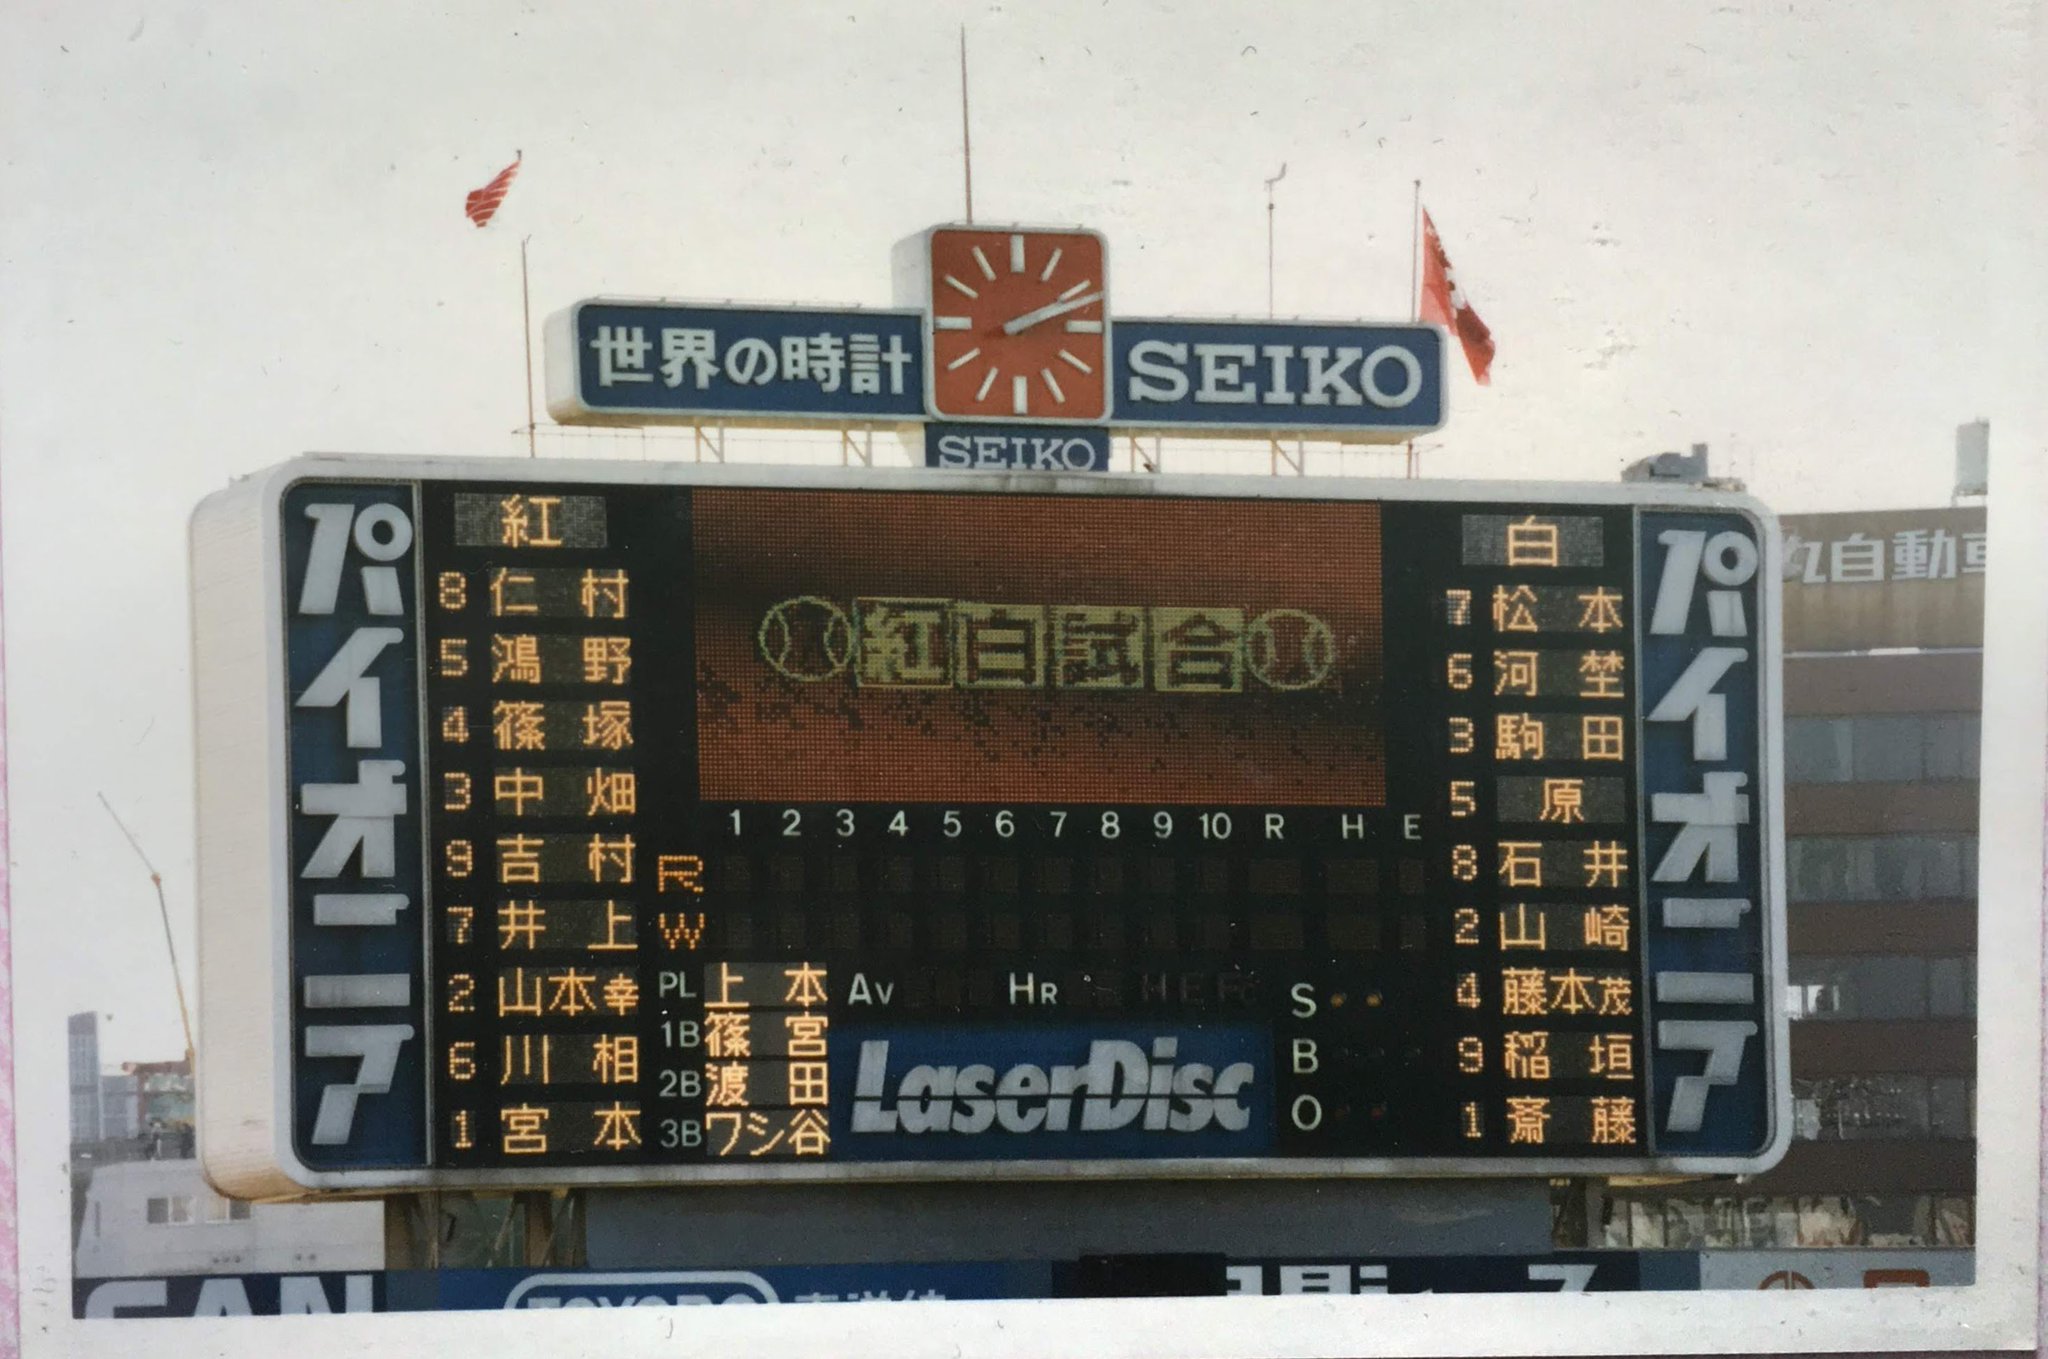 世界の時計
SEIKO
SEIKO
パイオニア
紅
8 仁村
5 鴻野
4 篠塚
3 中畑
9 吉村
7 井上
2 山本幸
6 川相
1 宮本
紅白試合
1 2 3 4 5 6 7 8 9 10 R H E
R
W
PL 上本
1B 篠宮
2B 渡田
3B ワシ谷
AV HR
LaserDisc
S
B
O
白
7 松本
6 河埜
3 駒田
5 原
8 石井
2 山崎
4 藤本茂
9 稲垣
1 斎藤
パイオニア
丸自動車